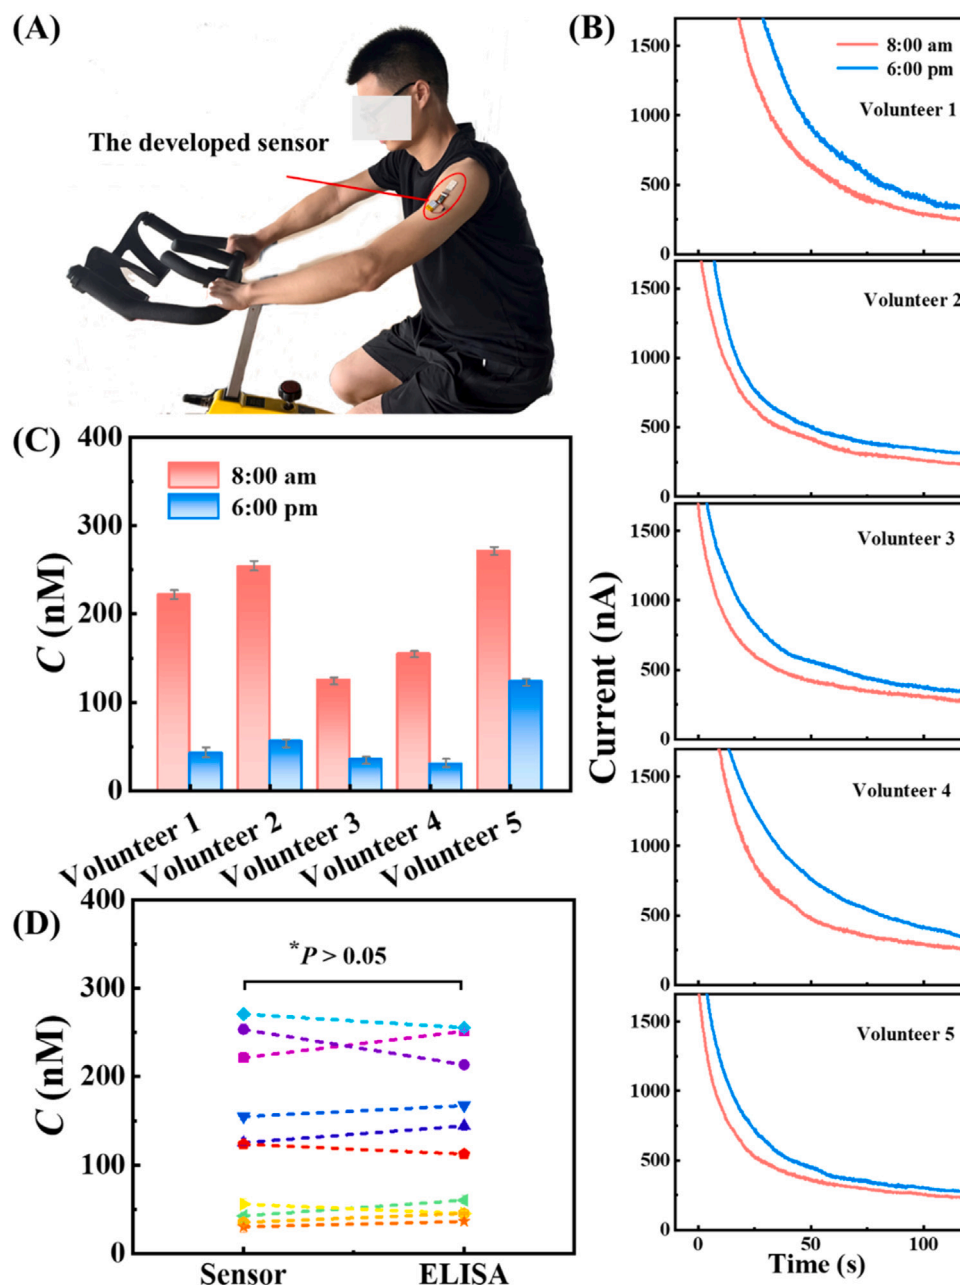 (A)
The developed sensor
(B)
1500
1000
500
0
8:00 am
6:00 pm
Volunteer 1
1500
1000
500
0
Volunteer 2
1500
1000
500
0
Volunteer 3
1500
1000
500
0
Volunteer 4
1500
1000
500
0
Volunteer 5
0
50
100
Current (nA)
Time (s)
(C)
400
300
200
100
0
C (nM)
8:00 am
6:00 pm
Volunteer 1
Volunteer 2
Volunteer 3
Volunteer 4
Volunteer 5
(D)
400
300
200
100
0
C (nM)
*P > 0.05
Sensor
ELISA